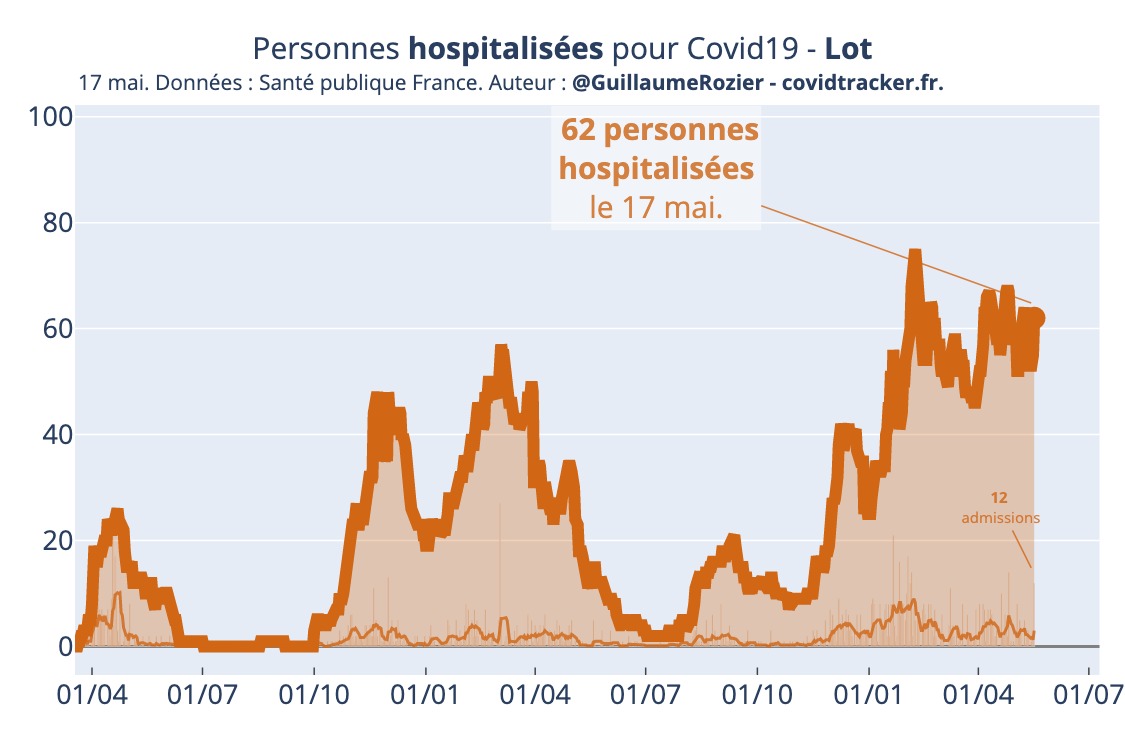 Personnes hospitalisées pour Covid19 - Lot
17 mai. Données : Santé publique France. Auteur : @GuillaumeRozier - covidtracker.fr.
62 personnes
hospitalisées
le 17 mai.
100
80
60
40
20
0
12
admissions
01/04 01/07 01/10 01/01 01/04 01/07 01/10 01/01 01/04 01/07